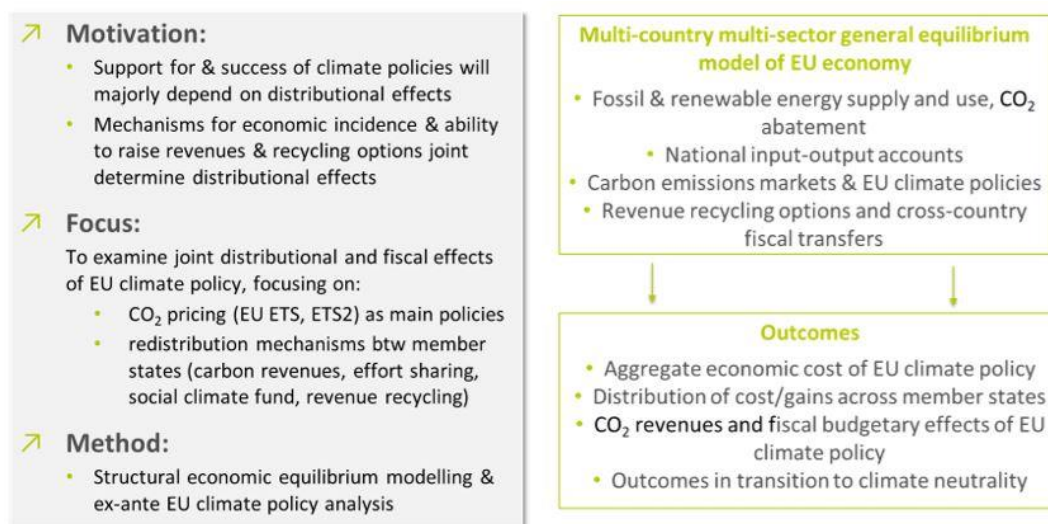 Motivation:
• Support for & success of climate policies will
majorly depend on distributional effects
• Mechanisms for economic incidence & ability
to raise revenues & recycling options joint
determine distributional effects
Focus:
To examine joint distributional and fiscal effects
of EU climate policy, focusing on:
• CO₂ pricing (EU ETS, ETS2) as main policies
• redistribution mechanisms btw member
states (carbon revenues, effort sharing,
social climate fund, revenue recycling)
Method:
• Structural economic equilibrium modelling &
ex-ante EU climate policy analysis
Multi-country multi-sector general equilibrium
model of EU economy
• Fossil & renewable energy supply and use, CO₂
abatement
• National input-output accounts
• Carbon emissions markets & EU climate policies
• Revenue recycling options and cross-country
fiscal transfers
Outcomes
• Aggregate economic cost of EU climate policy
• Distribution of cost/gains across member states
• CO₂ revenues and fiscal budgetary effects of EU
climate policy
• Outcomes in transition to climate neutrality